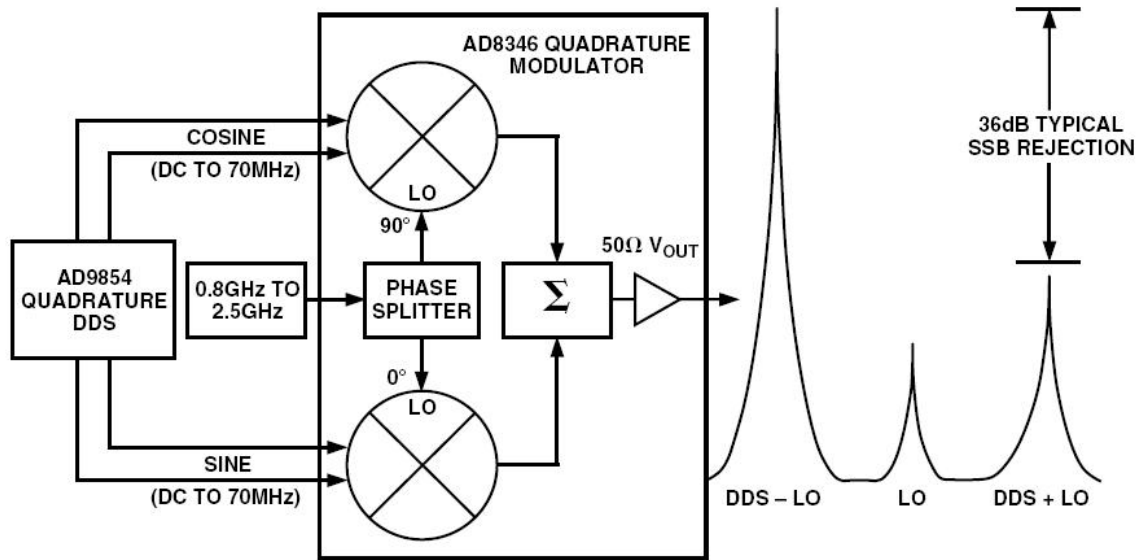 AD8346 QUADRATURE
MODULATOR
COSINE
(DC TO 70MHz)
LO
90°
AD9854
QUADRATURE
DDS
0.8GHz TO
2.5GHz
PHASE
SPLITTER
Σ
50Ω VOUT
0°
LO
SINE
(DC TO 70MHz)
36dB TYPICAL
SSB REJECTION
DDS – LO
LO
DDS + LO